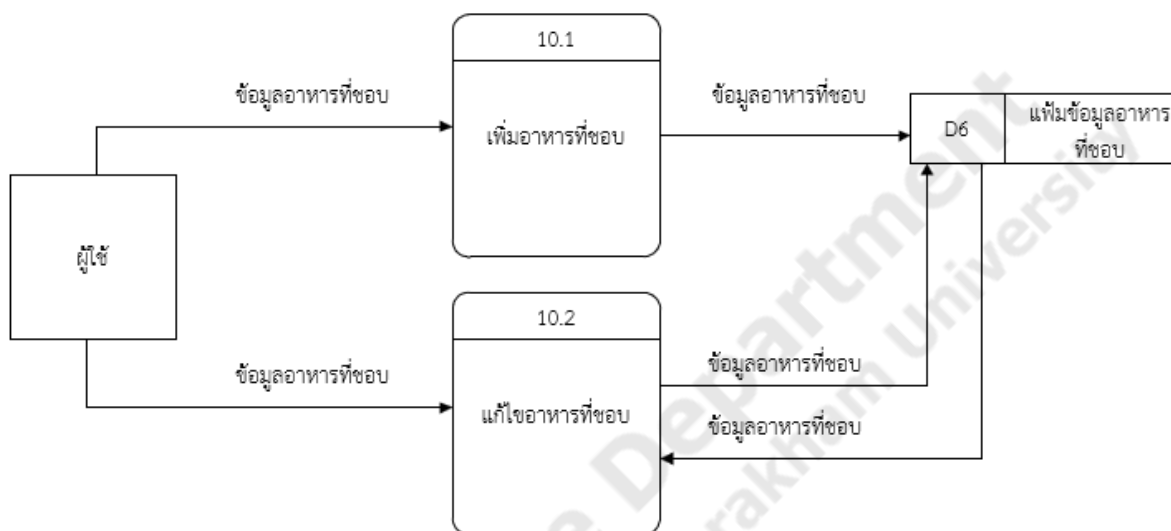 10.1
ข้อมูลอาหารที่ชอบ
เพิ่มอาหารที่ชอบ
ข้อมูลอาหารที่ชอบ
D6
แฟ้มข้อมูลอาหาร
ที่ชอบ
ผู้ใช้
10.2
ข้อมูลอาหารที่ชอบ
แก้ไขอาหารที่ชอบ
ข้อมูลอาหารที่ชอบ
ข้อมูลอาหารที่ชอบ
Department
University